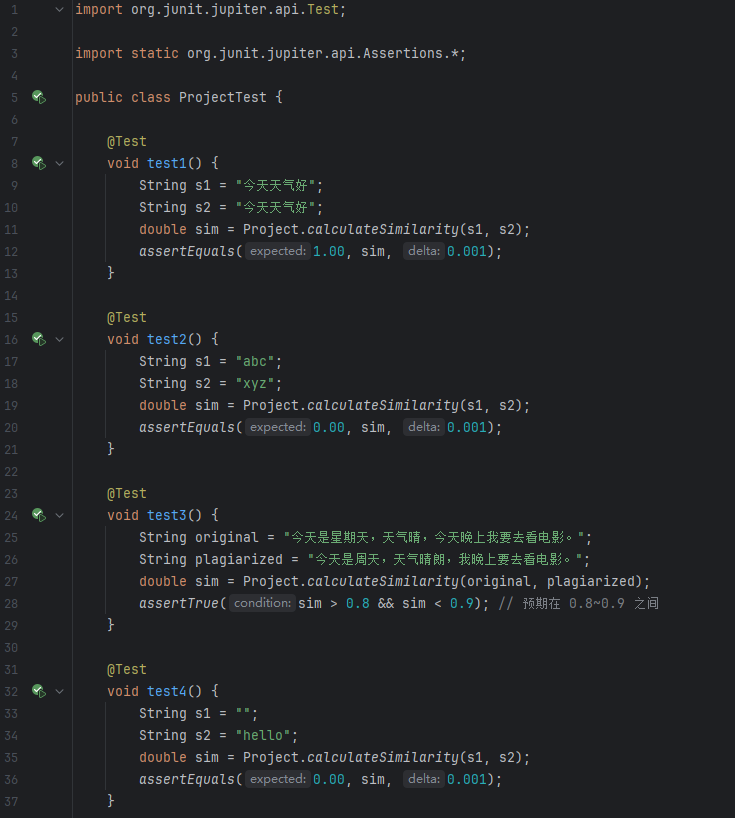 1 import org.junit.jupiter.api.Test;
2
3 import static org.junit.jupiter.api.Assertions.*;
4
5 public class ProjectTest {
6
7 @Test
8 void test1() {
9 String s1 = "今天天气好";
10 String s2 = "今天天气好";
11 double sim = Project.calculateSimilarity(s1, s2);
12 assertEquals( expected: 1.00, sim, delta: 0.001);
13 }
14
15 @Test
16 void test2() {
17 String s1 = "abc";
18 String s2 = "xyz";
19 double sim = Project.calculateSimilarity(s1, s2);
20 assertEquals( expected: 0.00, sim, delta: 0.001);
21 }
22
23 @Test
24 void test3() {
25 String original = "今天是星期天，天气晴，今天晚上我要去看电影。";
26 String plagiarized = "今天是周天，天气晴朗，我晚上要去看电影。";
27 double sim = Project.calculateSimilarity(original, plagiarized);
28 assertTrue( condition: sim > 0.8 && sim < 0.9); // 预期在 0.8~0.9 之间
29 }
30
31 @Test
32 void test4() {
33 String s1 = "";
34 String s2 = "hello";
35 double sim = Project.calculateSimilarity(s1, s2);
36 assertEquals( expected: 0.00, sim, delta: 0.001);
37 }